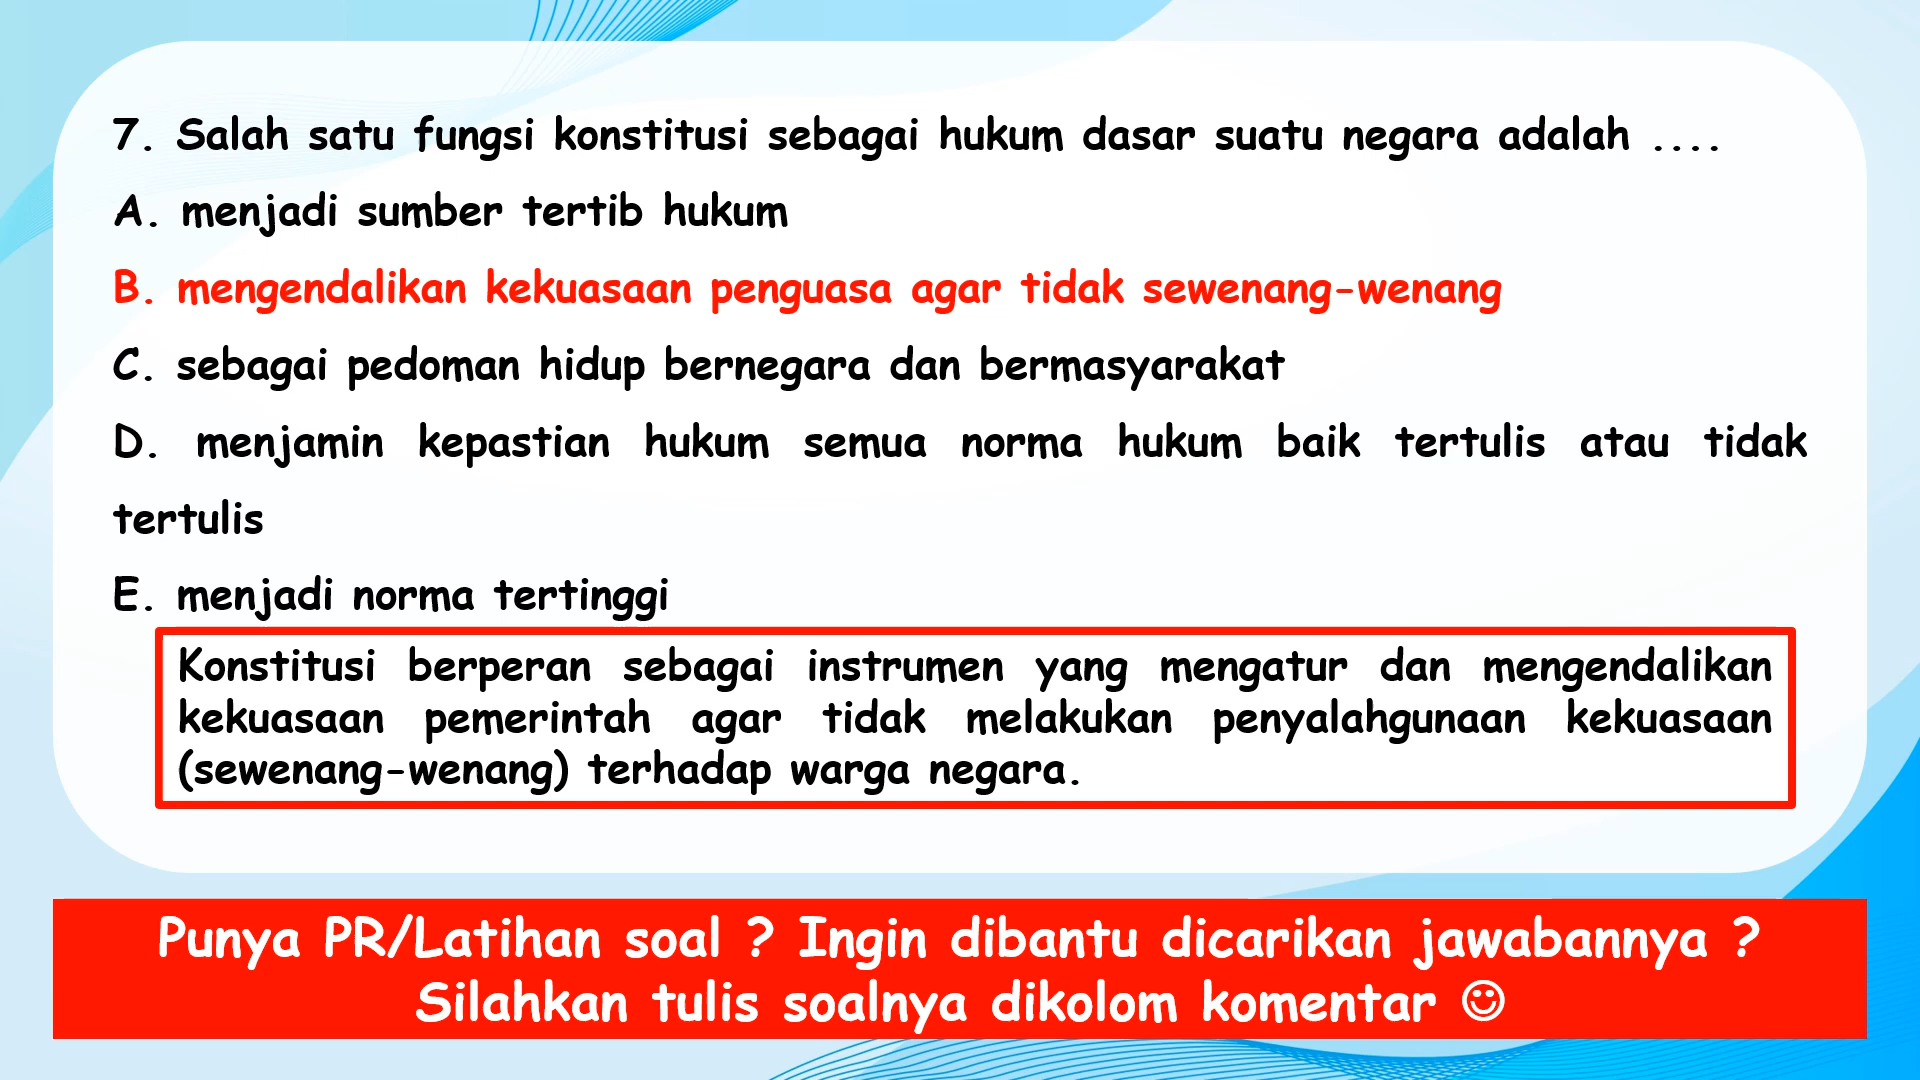 7. Salah satu fungsi konstitusi sebagai hukum dasar suatu negara adalah ....
A. menjadi sumber tertib hukum
B. mengendalikan kekuasaan penguasa agar tidak sewenang-wenang
C. sebagai pedoman hidup bernegara dan bermasyarakat
D. menjamin kepastian hukum semua norma hukum baik tertulis atau tidak
tertulis
E. menjadi norma tertinggi
Konstitusi berperan sebagai instrumen yang mengatur dan mengendalikan
kekuasaan pemerintah agar tidak melakukan penyalahgunaan kekuasaan
(sewenang-wenang) terhadap warga negara.
Punya PR/Latihan soal ? Ingin dibantu dicarikan jawabannya ?
Silahkan tulis soalnya dikolom komentar ☺